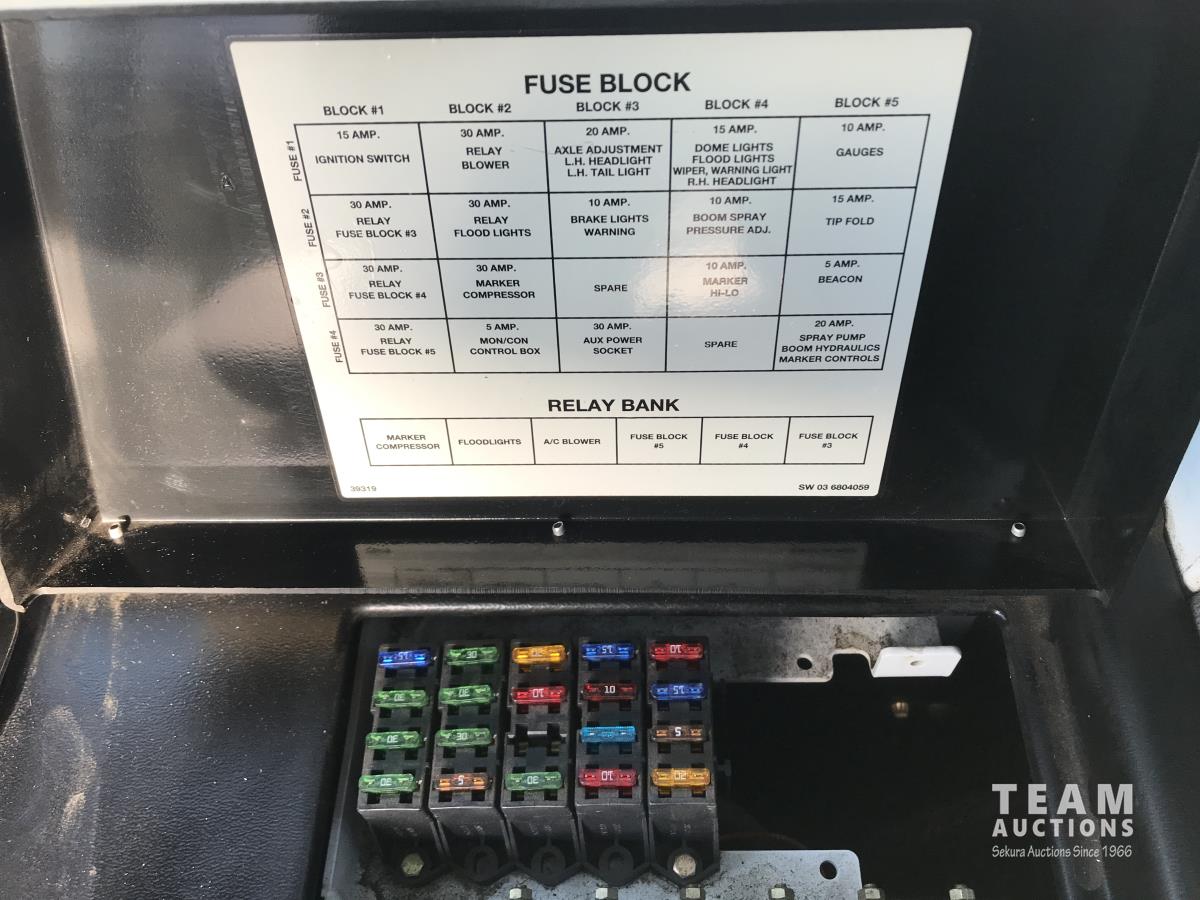 FUSE BLOCK
BLOCK #1 BLOCK #2 BLOCK #3 BLOCK #4 BLOCK #5
FUSE #1
15 AMP.
IGNITION SWITCH
30 AMP.
RELAY
BLOWER
20 AMP.
AXLE ADJUSTMENT
L.H. HEADLIGHT
L.H. TAIL LIGHT
15 AMP.
DOME LIGHTS
FLOOD LIGHTS
WIPER, WARNING LIGHT
R.H. HEADLIGHT
10 AMP.
GAUGES
FUSE #2
30 AMP.
RELAY
FUSE BLOCK #3
30 AMP.
RELAY
FLOOD LIGHTS
10 AMP.
BRAKE LIGHTS
WARNING
10 AMP.
BOOM SPRAY
PRESSURE ADJ.
15 AMP.
TIP FOLD
FUSE #3
30 AMP.
RELAY
FUSE BLOCK #4
30 AMP.
MARKER
COMPRESSOR
SPARE
10 AMP.
MARKER
Hi-LO
5 AMP.
BEACON
FUSE #4
30 AMP.
RELAY
FUSE BLOCK #5
5 AMP.
MON/CON
CONTROL BOX
30 AMP.
AUX POWER
SOCKET
SPARE
20 AMP.
SPRAY PUMP
BOOM HYDRAULICS
MARKER CONTROLS
RELAY BANK
MARKER
COMPRESSOR
FLOODLIGHTS
A/C BLOWER
FUSE BLOCK
#5
FUSE BLOCK
#4
FUSE BLOCK
#3
39319
SW 03 6804059
15 30 20 15 10
30 30 10 10 15
30 30 5
30 5 30 10 20
TEAM
AUCTIONS
Sekura Auctions Since 1966